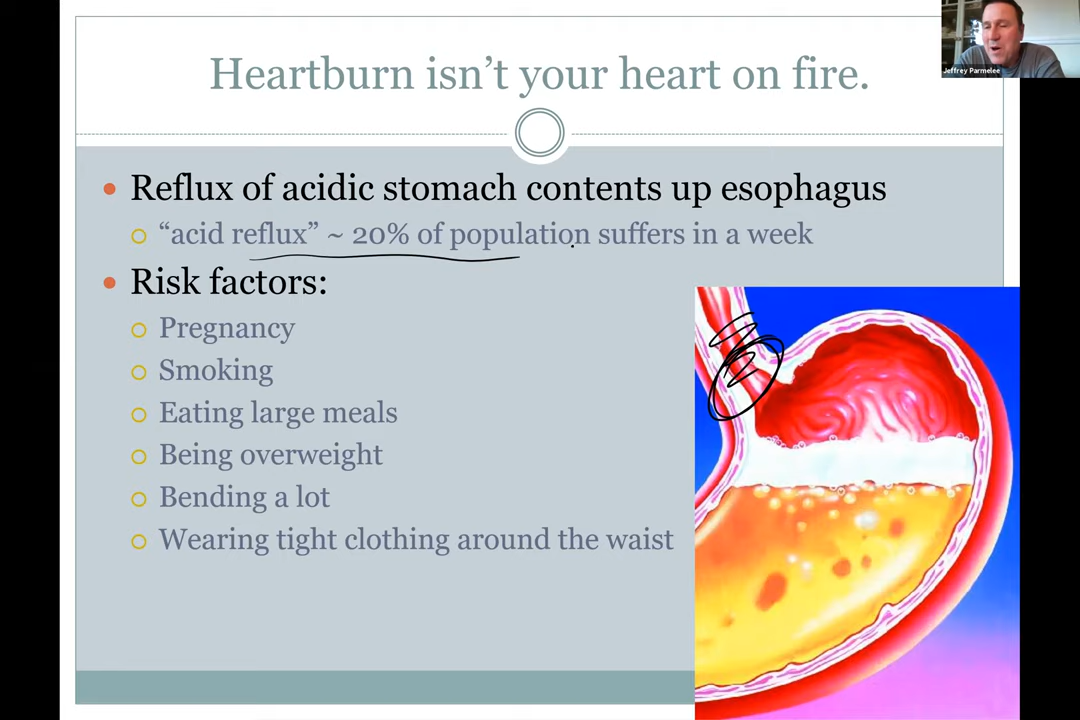 Heartburn isn’t your heart on fire.
Jeffrey Parmelee
Reflux of acidic stomach contents up esophagus
“acid reflux” ~ 20% of population suffers in a week
Risk factors:
Pregnancy
Smoking
Eating large meals
Being overweight
Bending a lot
Wearing tight clothing around the waist